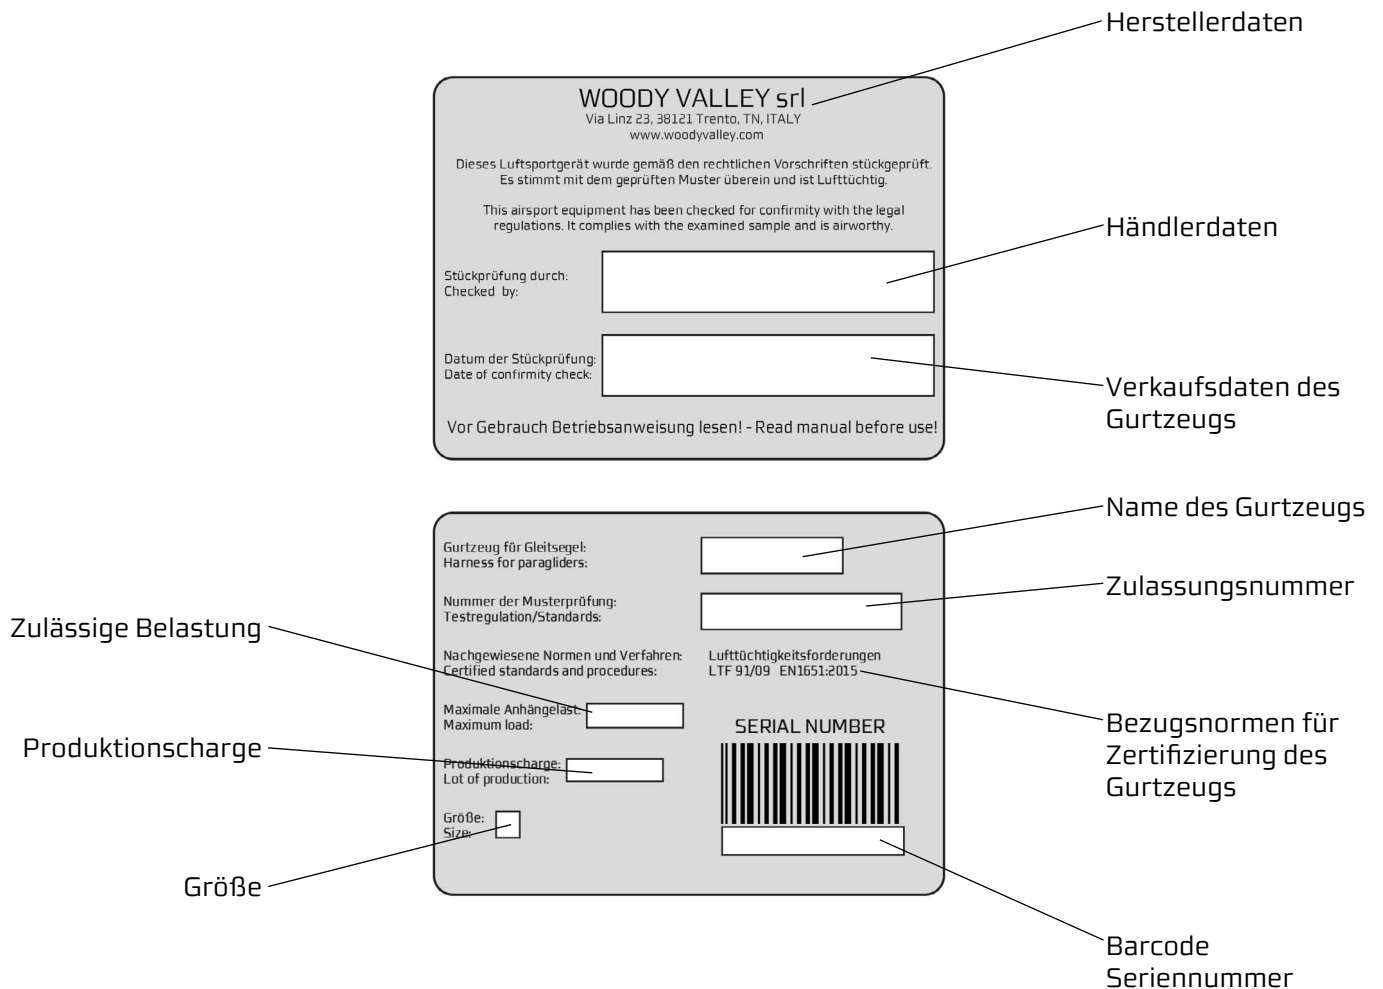 Herstellerdaten
WOODY VALLEY srl
Via Linz 23, 38121 Trento, TN, ITALY
www.woodyvalley.com
Dieses Luftsportgerät wurde gemäß den rechtlichen Vorschriften stückgeprüft.
Es stimmt mit dem geprüften Muster überein und ist Lufttüchtig.
This airsport equipment has been checked for confirmity with the legal
regulations. It complies with the examined sample and is airworthy.
Händlerdaten
Stückprüfung durch:
Checked by:
Datum der Stückprüfung:
Date of confirmity check:
Verkaufsdaten des
Gurtzeugs
Vor Gebrauch Betriebsanweisung lesen! - Read manual before use!
Name des Gurtzeugs
Gurtzeug für Gleitsegel:
Harness for paragliders:
Zulassungsnummer
Nummer der Musterprüfung:
Testregulation/Standards:
Zulässige Belastung
Nachgewiesene Normen und Verfahren: Lufttüchtigkeitsforderungen
Certified standards and procedures: LTF 91/09 EN1651:2015
Maximale Anhängelast:
Maximum load:
SERIAL NUMBER
Bezugsnormen für
Zertifizierung des
Gurtzeugs
Produktionscharge
Produktionscharge:
Lot of production:
Größe:
Size:
Größe
Barcode
Seriennummer